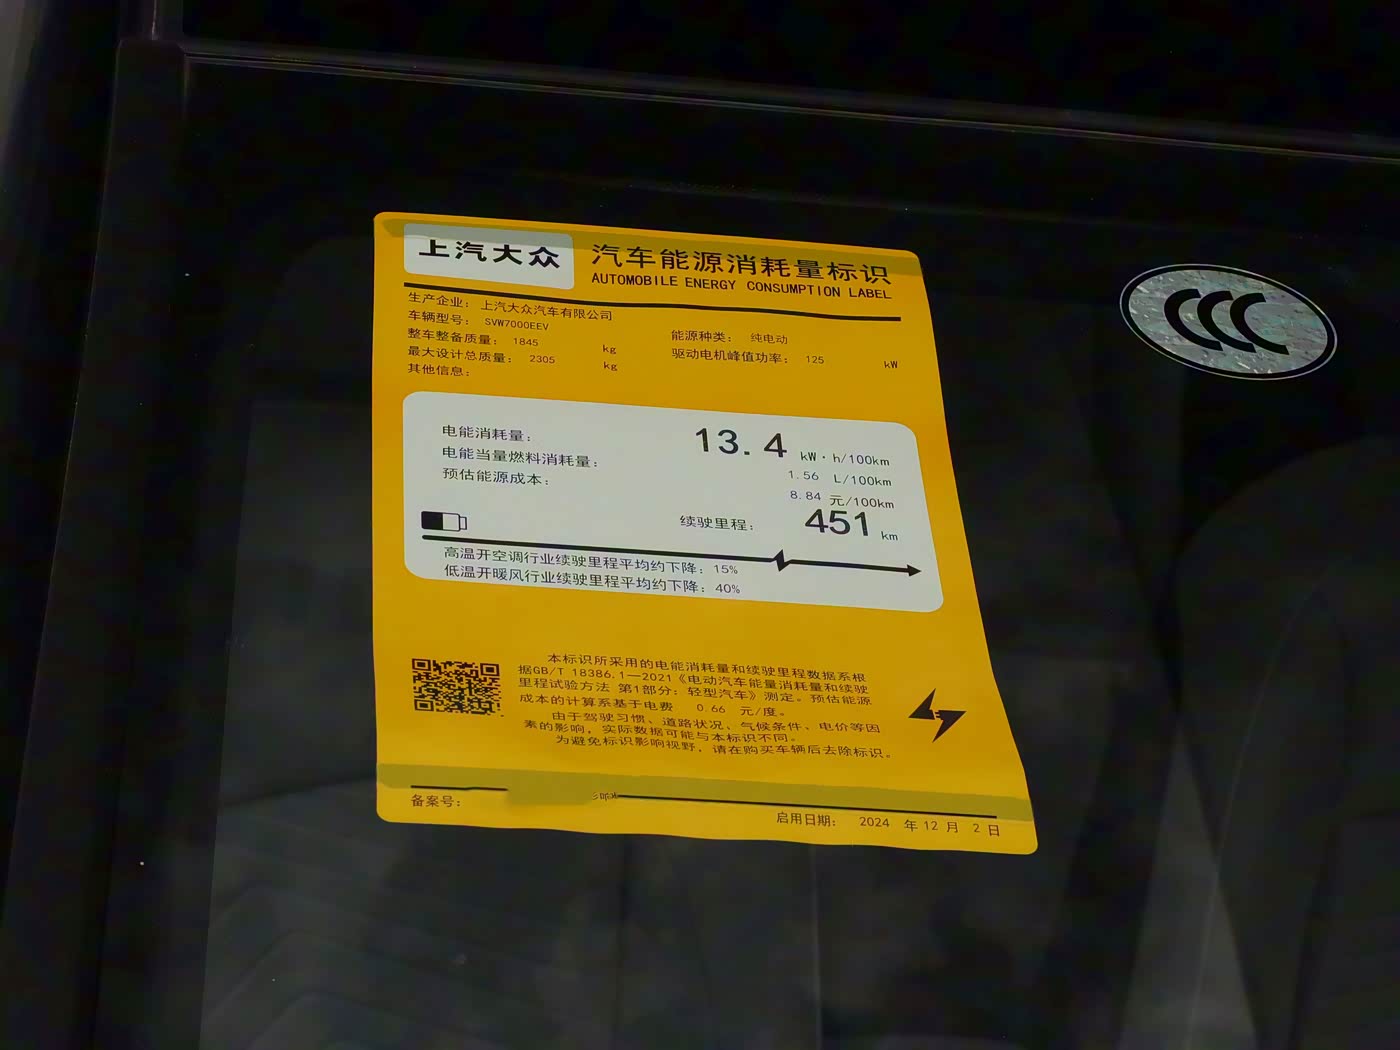 上汽大众
汽车能源消耗量标识
AUTOMOBILE ENERGY CONSUMPTION LABEL
生产企业: 上汽大众汽车有限公司
车辆型号: SVW7000EEV
能源种类: 纯电动
整车整备质量: 1845 kg
驱动电机峰值功率: 125 kW
最大设计总质量: 2305 kg
其他信息:
电能消耗量: 13.4 kW·h/100km
电能当量燃料消耗量: 1.56 L/100km
预估能源成本: 8.84 元/100km
续驶里程: 451 km
高温开空调行业续驶里程平均约下降: 15%
低温开暖风行业续驶里程平均约下降: 40%
本标识所采用的电能消耗量和续驶里程数据系根
据GB/T 18386.1—2021《电动汽车能量消耗量和续驶
里程试验方法 第1部分: 轻型汽车》测定。预估能源
成本的计算系基于电费 0.66 元/度。
由于驾驶习惯、道路状况、气候条件、电价等因
素的影响, 实际数据可能与本标识不同。
为避免标识影响视野, 请在购买车辆后去除标识。
备案号:
启用日期: 2024 年 12 月 2 日
CCC